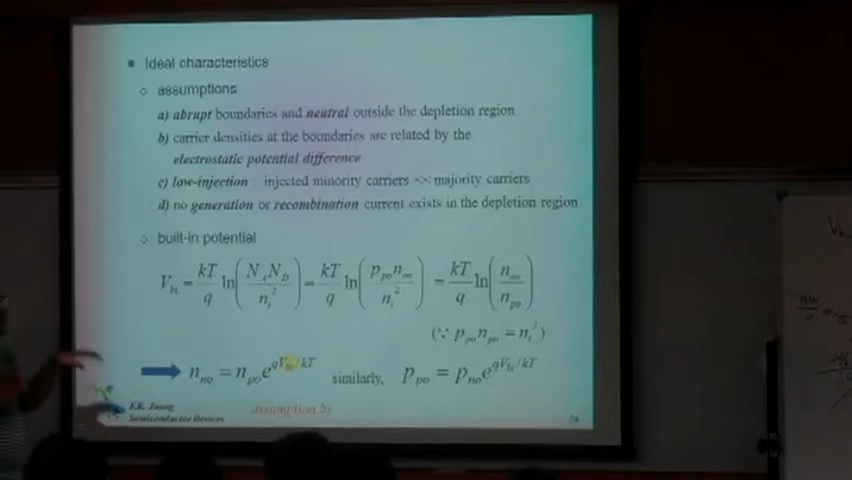 ▪ Ideal characteristics
○ assumptions
a) abrupt boundaries and neutral outside the depletion region
b) carrier densities at the boundaries are related by the
electrostatic potential difference
c) low-injection : injected minority carriers << majority carriers
d) no generation or recombination current exists in the depletion region
○ built-in potential
V_bi = kT/q ln(N_A N_D / n_i^2) = kT/q ln(p_po n_no / n_i^2) = kT/q ln(n_no / n_po)
(∵ p_po n_po = n_i^2)
n_no = n_po e^(qV_bi/kT) similarly, p_po = p_no e^(qV_bi/kT)
assumption b)
Semiconductor Devices
24